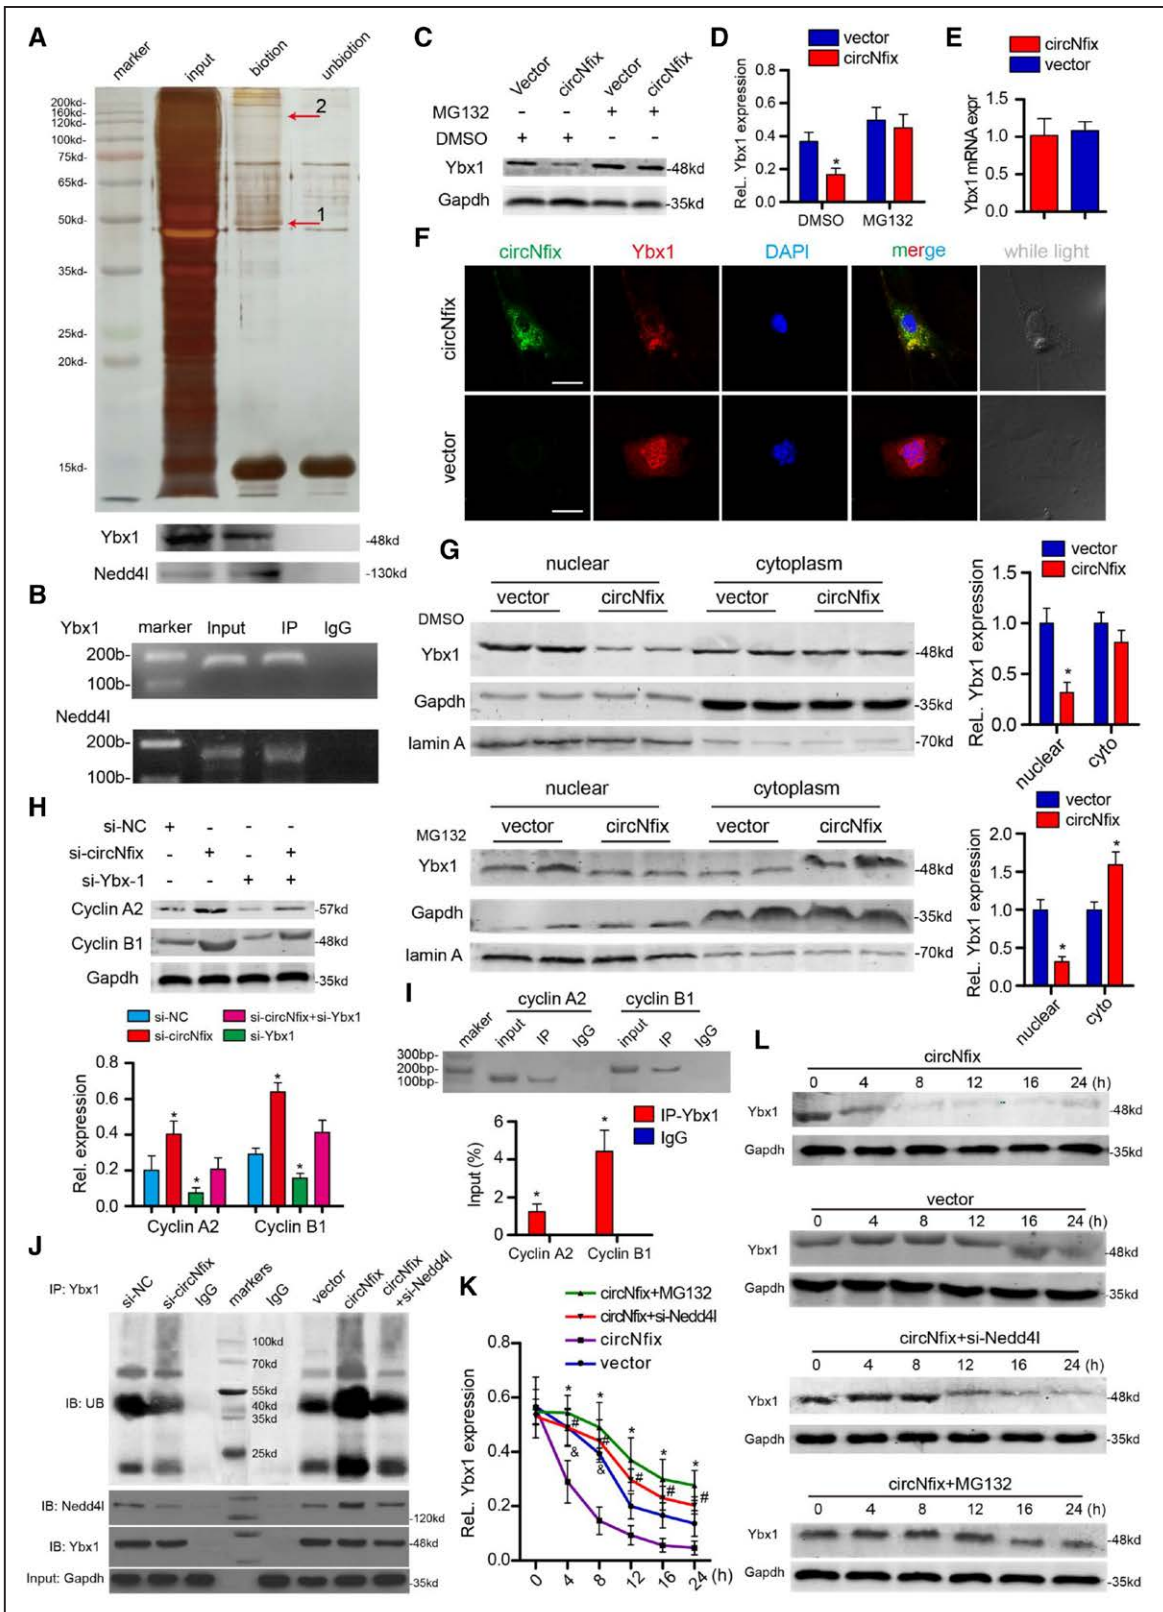 A
marker input biotion unbiotion
200kd-
160kd-
120kd-
100kd-
75kd-
65kd-
50kd-
35kd-
25kd-
20kd-
15kd-
2
1
Ybx1 -48kd
Nedd4l -130kd
B
Ybx1 marker Input IP IgG
200b-
100b-
Nedd4l
200b-
100b-
C
Vector circNfix vector circNfix
MG132 - - + +
DMSO + + - -
Ybx1 -48kd
Gapdh -35kd
D
vector
circNfix
ReL. Ybx1 expression
0.8
0.6
0.4
0.2
0.0
*
DMSO MG132
E
circNfix
vector
Ybx1 mRNA expr
1.5
1.0
0.5
0.0
F
circNfix Ybx1 DAPI merge while light
circNfix
vector
G
nuclear cytoplasm
vector circNfix vector circNfix
DMSO
Ybx1 -48kd
Gapdh -35kd
lamin A -70kd
vector
circNfix
ReL. Ybx1 expression
1.5
1.0
0.5
0.0
*
nuclear cyto
nuclear cytoplasm
vector circNfix vector circNfix
MG132
Ybx1 -48kd
Gapdh -35kd
lamin A -70kd
vector
circNfix
ReL. Ybx1 expression
2.0
1.5
1.0
0.5
0.0
* *
nuclear cyto
H
si-NC + - - -
si-circNfix - + - +
si-Ybx-1 - - + +
Cyclin A2 -57kd
Cyclin B1 -48kd
Gapdh -35kd
si-NC si-circNfix+si-Ybx1
si-circNfix si-Ybx1
Rel. expression
0.8
0.6
0.4
0.2
0.0
* * * *
Cyclin A2 Cyclin B1
I
cyclin A2 cyclin B1
maker input IP IgG input IP IgG
300bp-
200bp-
100bp-
IP-Ybx1
IgG
Input (%)
6
4
2
0
* *
Cyclin A2 Cyclin B1
J
IP: Ybx1
si-NC si-circNfix IgG markers IgG vector circNfix circNfix
+si-Nedd4l
100kd
70kd
55kd
40kd
35kd
25kd
IB: UB
IB: Nedd4l -120kd
IB: Ybx1 -48kd
Input: Gapdh -35kd
K
circNfix+MG132
circNfix+si-Nedd4l
circNfix
vector
ReL. Ybx1 expression
0.8
0.6
0.4
0.2
0.0
* * * * *
# # # # #
& &
0 4 8 12 16 24 (h)
L
circNfix
0 4 8 12 16 24 (h)
Ybx1 -48kd
Gapdh -35kd
vector
0 4 8 12 16 24 (h)
Ybx1 -48kd
Gapdh -35kd
circNfix+si-Nedd4l
0 4 8 12 16 24 (h)
Ybx1 -48kd
Gapdh -35kd
circNfix+MG132
0 4 8 12 16 24 (h)
Ybx1 -48kd
Gapdh -35kd